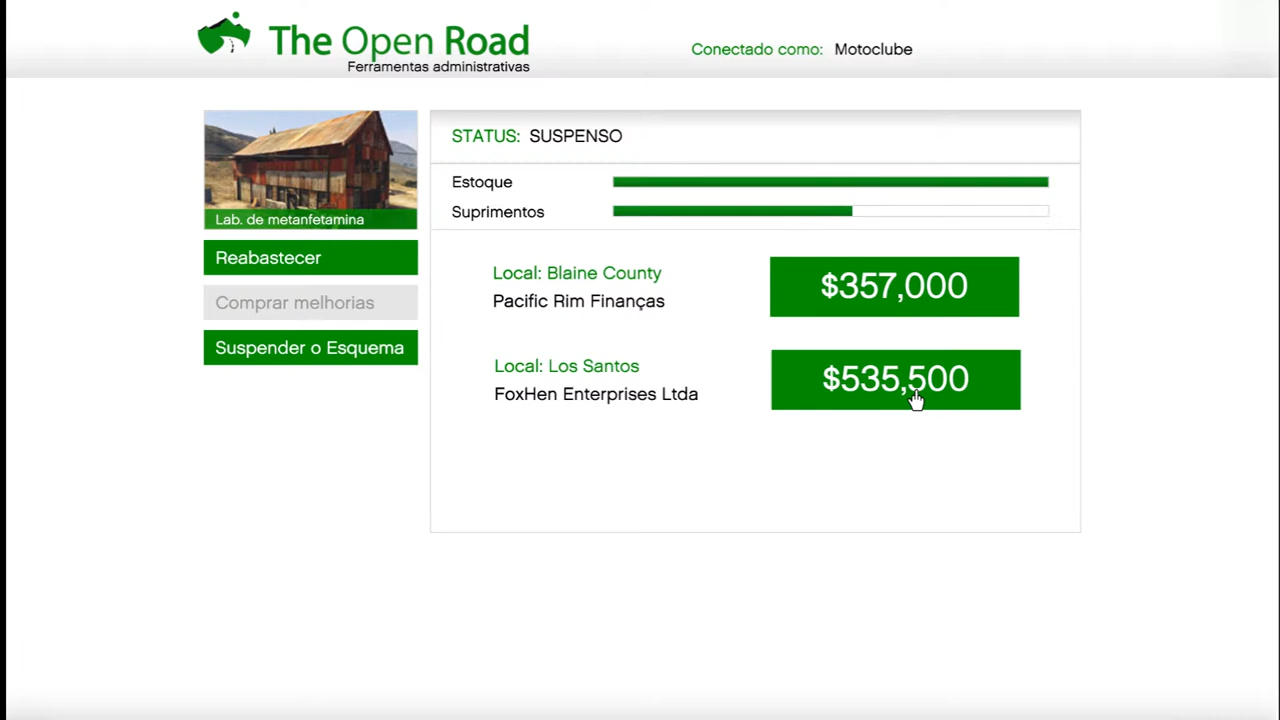 The Open Road
Ferramentas administrativas
Conectado como: Motoclube
Lab. de metanfetamina
Reabastecer
Comprar melhorias
Suspender o Esquema
STATUS: SUSPENSO
Estoque
Suprimentos
Local: Blaine County
Pacific Rim Finanças
$357,000
Local: Los Santos
FoxHen Enterprises Ltda
$535,500